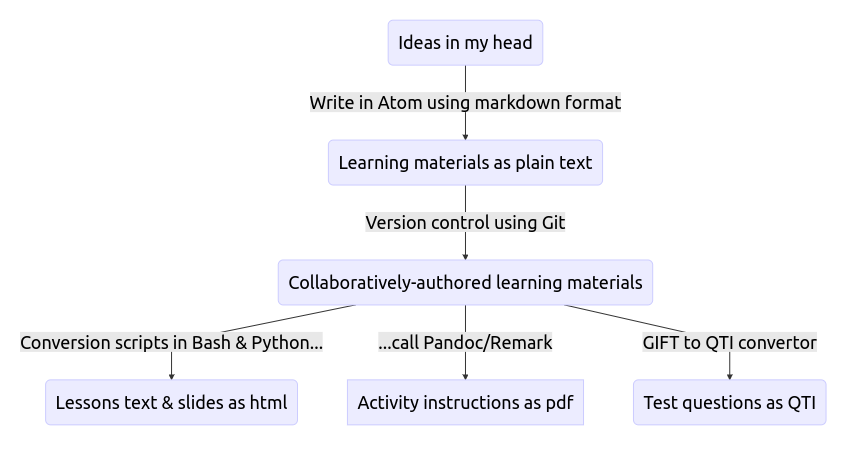 Ideas in my head
Write in Atom using markdown format
Learning materials as plain text
Version control using Git
Collaboratively-authored learning materials
Conversion scripts in Bash & Python...
...call Pandoc/Remark
GIFT to QTI convertor
Lessons text & slides as html
Activity instructions as pdf
Test questions as QTI